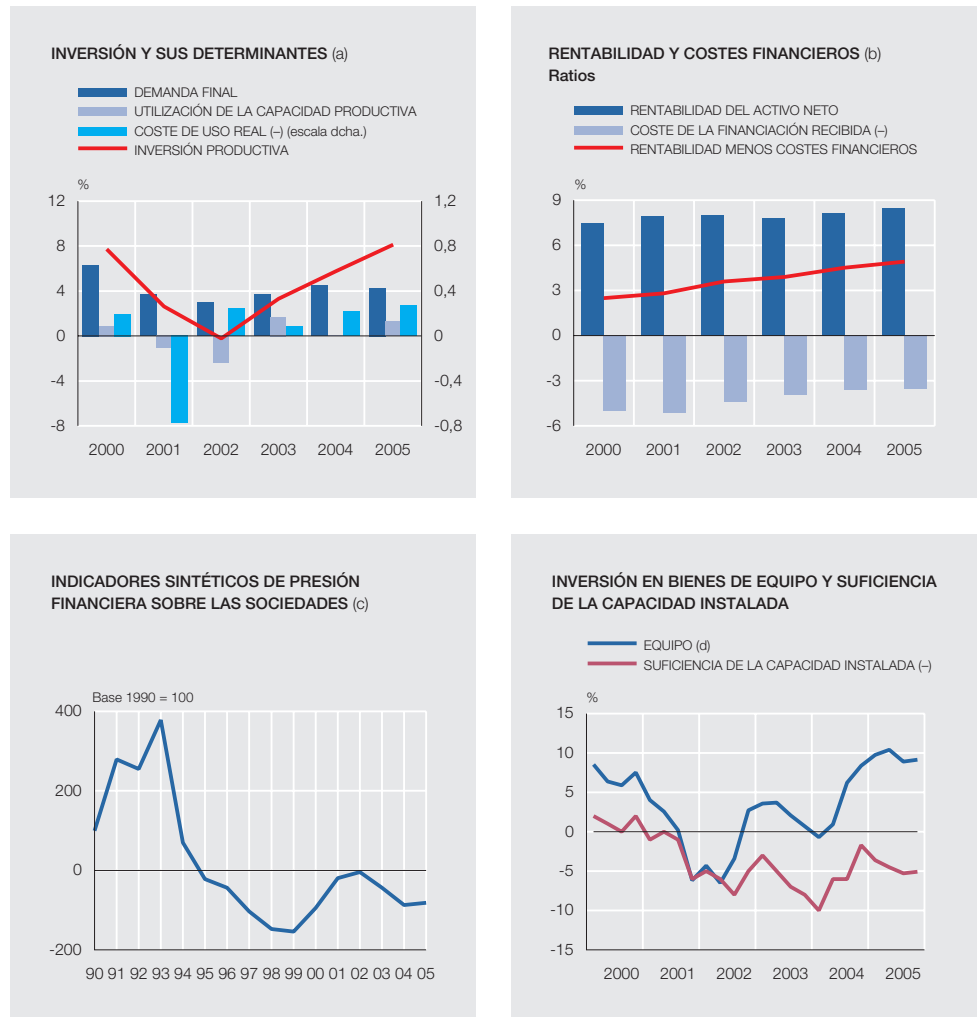 INVERSIÓN Y SUS DETERMINANTES (a)
DEMANDA FINAL
UTILIZACIÓN DE LA CAPACIDAD PRODUCTIVA
COSTE DE USO REAL (–) (escala dcha.)
INVERSIÓN PRODUCTIVA
%
12
8
4
0
-4
-8
1,2
0,8
0,4
0
-0,4
-0,8
2000 2001 2002 2003 2004 2005
RENTABILIDAD Y COSTES FINANCIEROS (b)
Ratios
RENTABILIDAD DEL ACTIVO NETO
COSTE DE LA FINANCIACIÓN RECIBIDA (–)
RENTABILIDAD MENOS COSTES FINANCIEROS
%
9
6
3
0
-3
-6
2000 2001 2002 2003 2004 2005
INDICADORES SINTÉTICOS DE PRESIÓN
FINANCIERA SOBRE LAS SOCIEDADES (c)
Base 1990 = 100
400
200
0
-200
90 91 92 93 94 95 96 97 98 99 00 01 02 03 04 05
INVERSIÓN EN BIENES DE EQUIPO Y SUFICIENCIA
DE LA CAPACIDAD INSTALADA
EQUIPO (d)
SUFICIENCIA DE LA CAPACIDAD INSTALADA (–)
%
15
10
5
0
-5
-10
-15
2000 2001 2002 2003 2004 2005